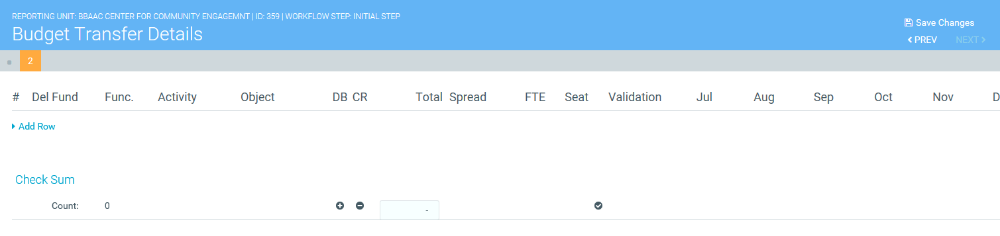 REPORTING UNIT: BBAAC CENTER FOR COMMUNITY ENGAGEMNT | ID: 359 | WORKFLOW STEP: INITIAL STEP
Budget Transfer Details
Save Changes
PREV NEXT
2
# Del Fund Func. Activity Object DB CR Total Spread FTE Seat Validation Jul Aug Sep Oct Nov D
Add Row
Check Sum
Count: 0 -